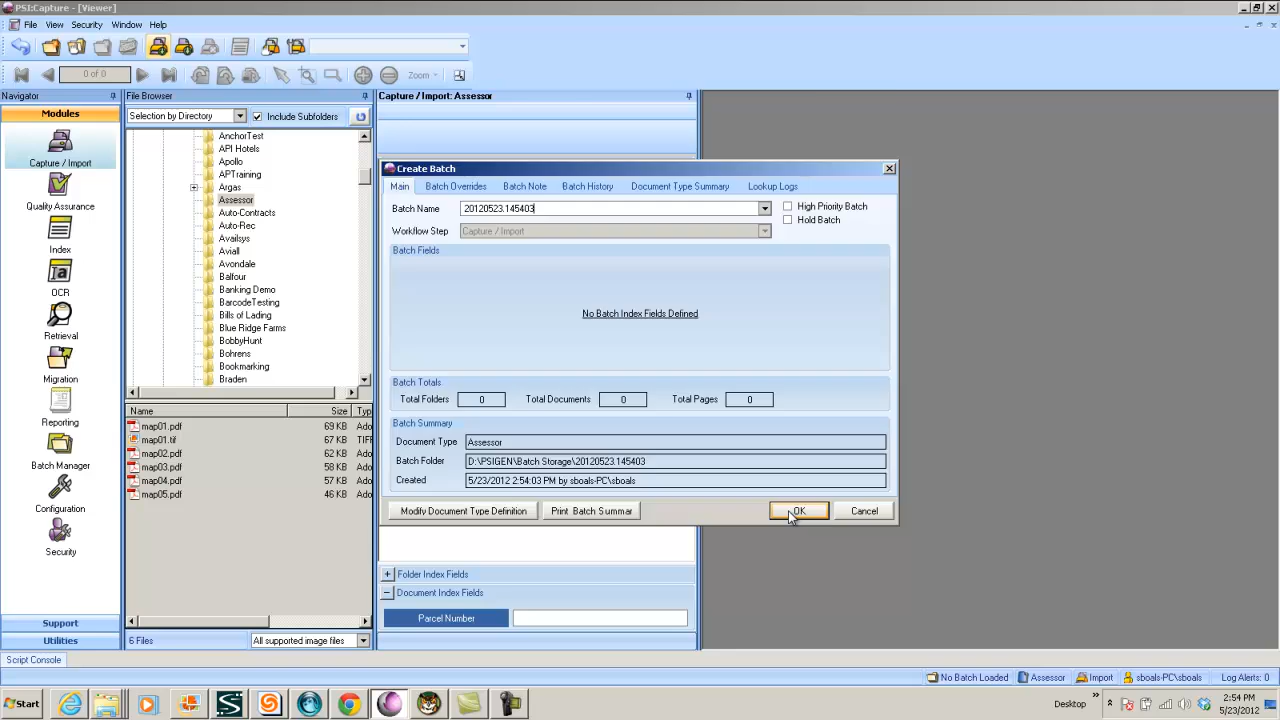 PSI:Capture - [Viewer]
File View Security Window Help
0 of 0 Zoom
Navigator
Modules
Capture / Import
Quality Assurance
Index
OCR
Retrieval
Migration
Reporting
Batch Manager
Configuration
Security
Support
Utilities
File Browser
Selection by Directory Include Subfolders
AnchorTest
API Hotels
Apollo
APTraining
Argas
Assessor
Auto-Contracts
Auto-Rec
Availsys
Aviall
Avondale
Balfour
Banking Demo
BarcodeTesting
Bills of Lading
Blue Ridge Farms
BobbyHunt
Bohrens
Bookmarking
Braden
Name Size Typ
map01.pdf 69 KB Ado
map01.tif 67 KB TIFF
map02.pdf 62 KB Ado
map03.pdf 58 KB Ado
map04.pdf 57 KB Ado
map05.pdf 46 KB Ado
6 Files All supported image files
Capture / Import: Assessor
Create Batch
Main Batch Overrides Batch Note Batch History Document Type Summary Lookup Logs
Batch Name 20120523.145403 High Priority Batch
Hold Batch
Workflow Step Capture / Import
Batch Fields
No Batch Index Fields Defined
Batch Totals
Total Folders 0 Total Documents 0 Total Pages 0
Batch Summary
Document Type Assessor
Batch Folder D:\PSIGEN\Batch Storage\20120523.145403
Created 5/23/2012 2:54:03 PM by sboals-PC\sboals
Modify Document Type Definition Print Batch Summar OK Cancel
Folder Index Fields
Document Index Fields
Parcel Number
Script Console
No Batch Loaded Assessor Import sboals-PC\sboals Log Alerts: 0
Start Desktop 2:54 PM
5/23/2012